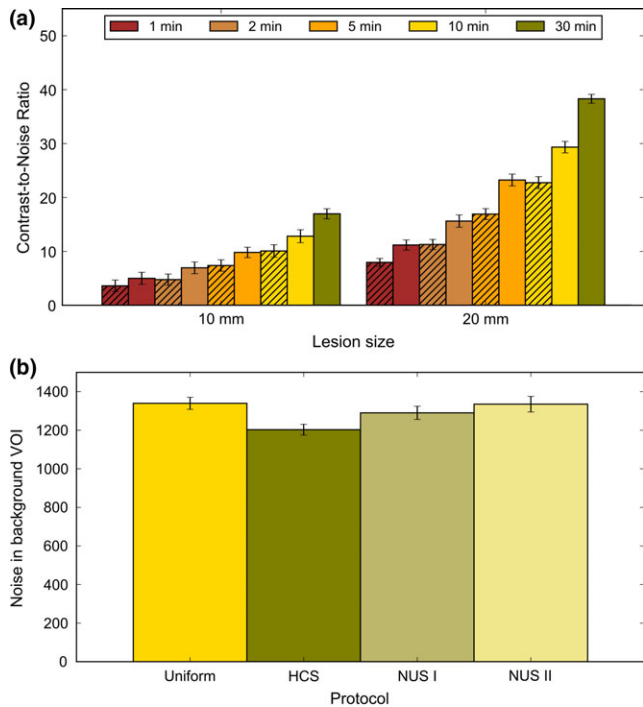 (a)
50
40
30
20
10
0
Contrast-to-Noise Ratio
1 min 2 min 5 min 10 min 30 min
10 mm 20 mm
Lesion size
(b)
1400
1200
1000
800
600
400
200
0
Noise in background VOI
Uniform HCS NUS I NUS II
Protocol